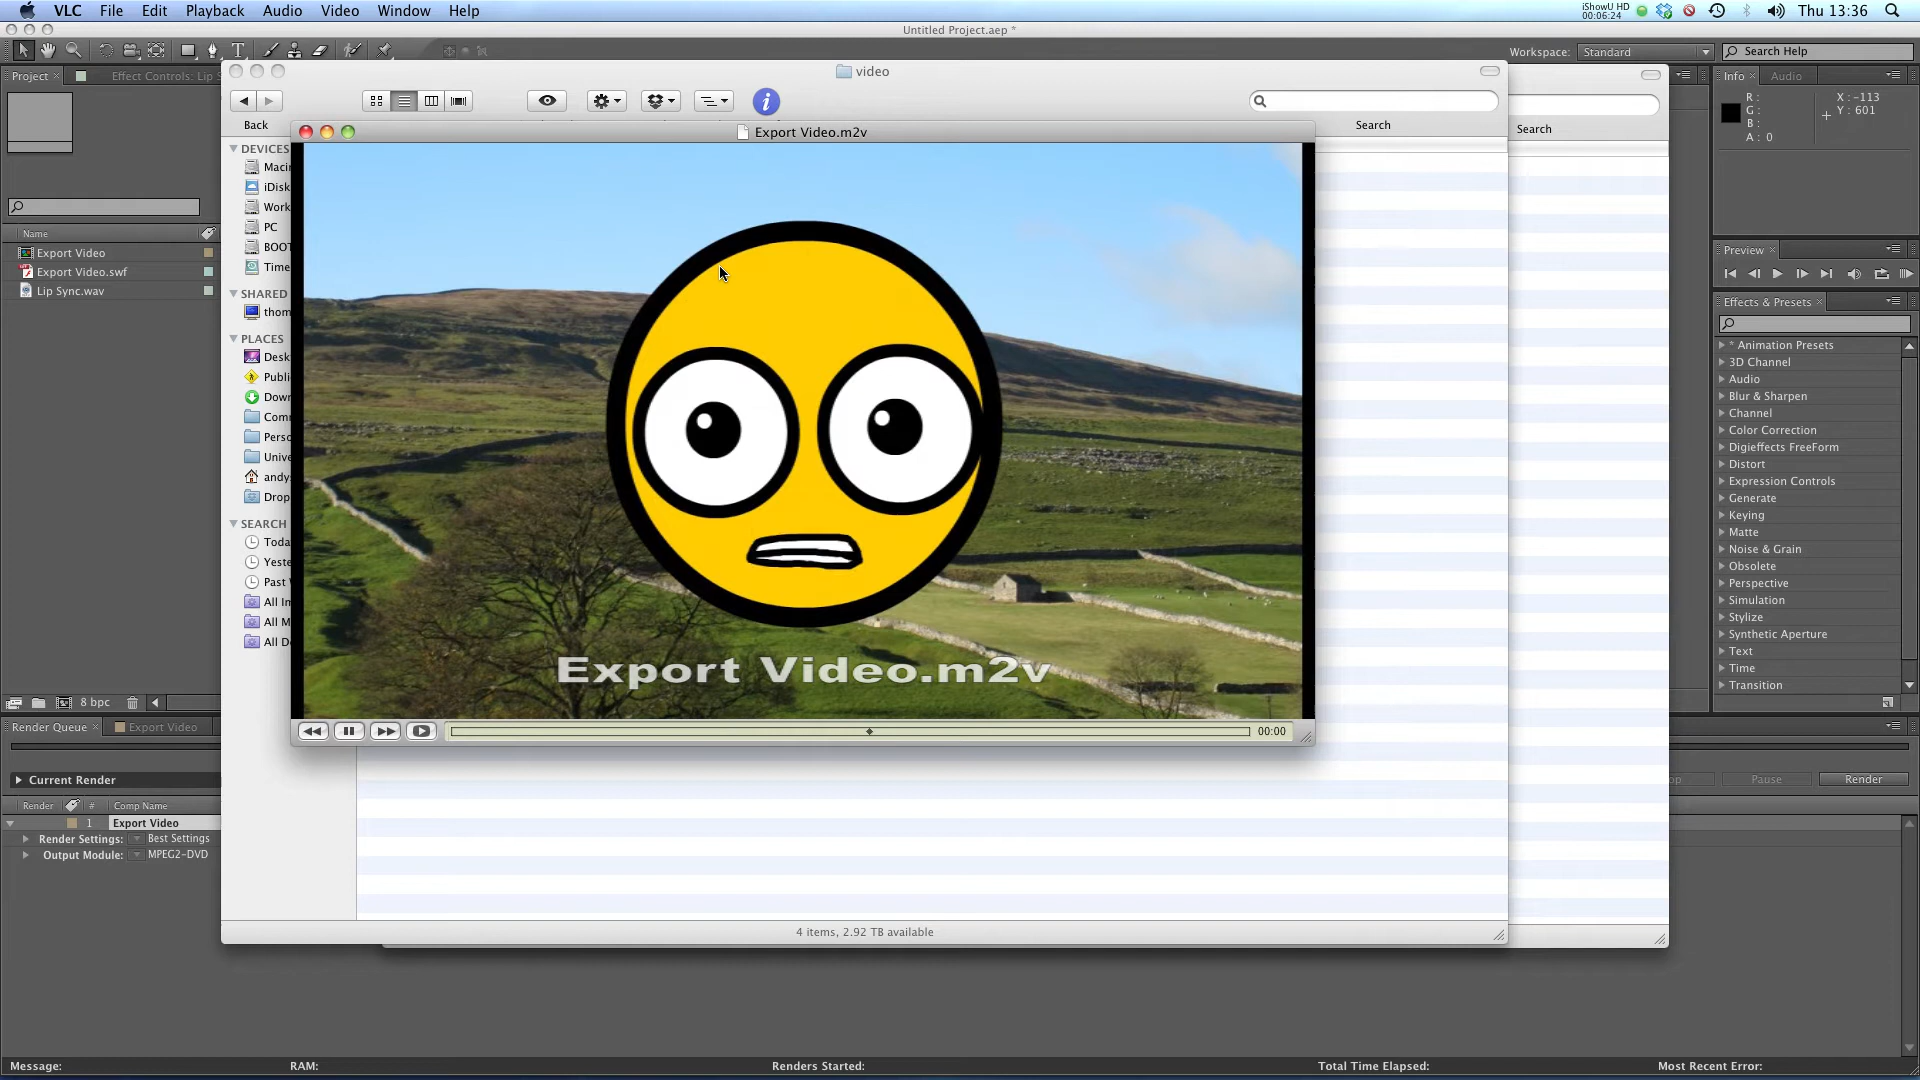 VLC File Edit View Playback Audio Video Window Help
iShowU HD
00:06:24
Thu 13:36
Untitled Project.aep *
Workspace: Standard
Search Help
Project
Effect Controls: Lip S
video
Info
Audio
R:
G:
B:
A: 0
X: -113
Y: 601
Back
Search
Search
Export Video.m2v
DEVICES
Macin
iDisk
Work
PC
BOOT
Time
SHARED
thom
PLACES
Desk
Publi
Down
Com
Perso
Unive
andy
Drop
SEARCH
Toda
Yeste
Past
All In
All M
All D
Name
Export Video
Export Video.swf
Lip Sync.wav
Preview
Effects & Presets
* Animation Presets
3D Channel
Audio
Blur & Sharpen
Channel
Color Correction
Digieffects FreeForm
Distort
Expression Controls
Generate
Keying
Matte
Noise & Grain
Obsolete
Perspective
Simulation
Stylize
Synthetic Aperture
Text
Time
Transition
Export Video.m2v
00:00
8 bpc
Render Queue
Export Video
Current Render
Pause
Render
Render
#
Comp Name
1
Export Video
Render Settings:
Best Settings
Output Module:
MPEG2-DVD
4 items, 2.92 TB available
Message:
RAM:
Renders Started:
Total Time Elapsed:
Most Recent Error: